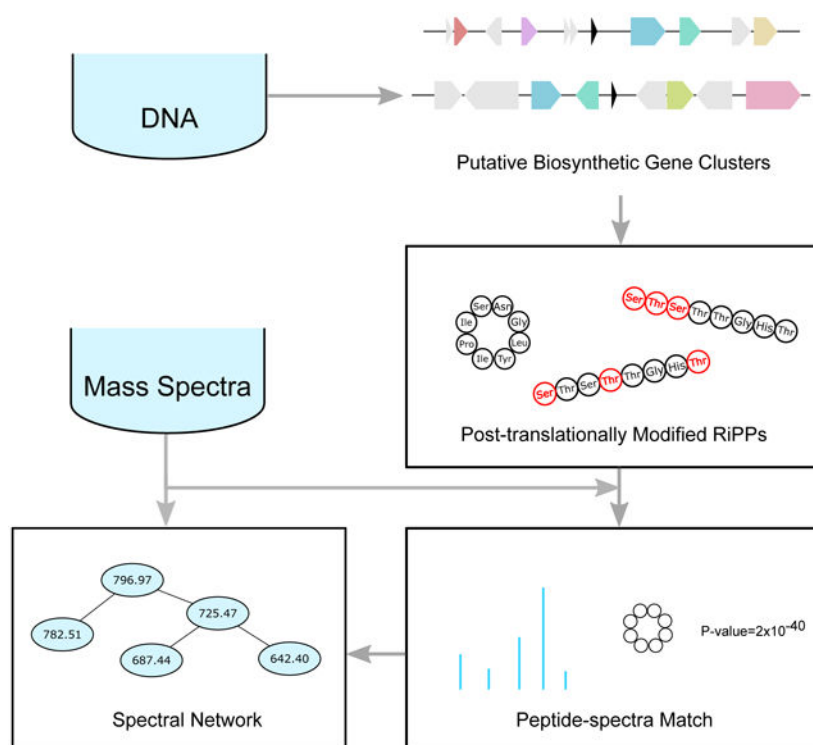 DNA
Putative Biosynthetic Gene Clusters
Ser Asn Gly Leu Tyr Ile Pro Ile
Ser Thr Ser Thr Thr Gly His Thr
Ser Thr Ser Thr Thr Gly His Thr
Post-translationally Modified RiPPs
Mass Spectra
796.97
725.47
782.51
687.44
642.40
Spectral Network
P-value=2x10⁻⁴⁰
Peptide-spectra Match